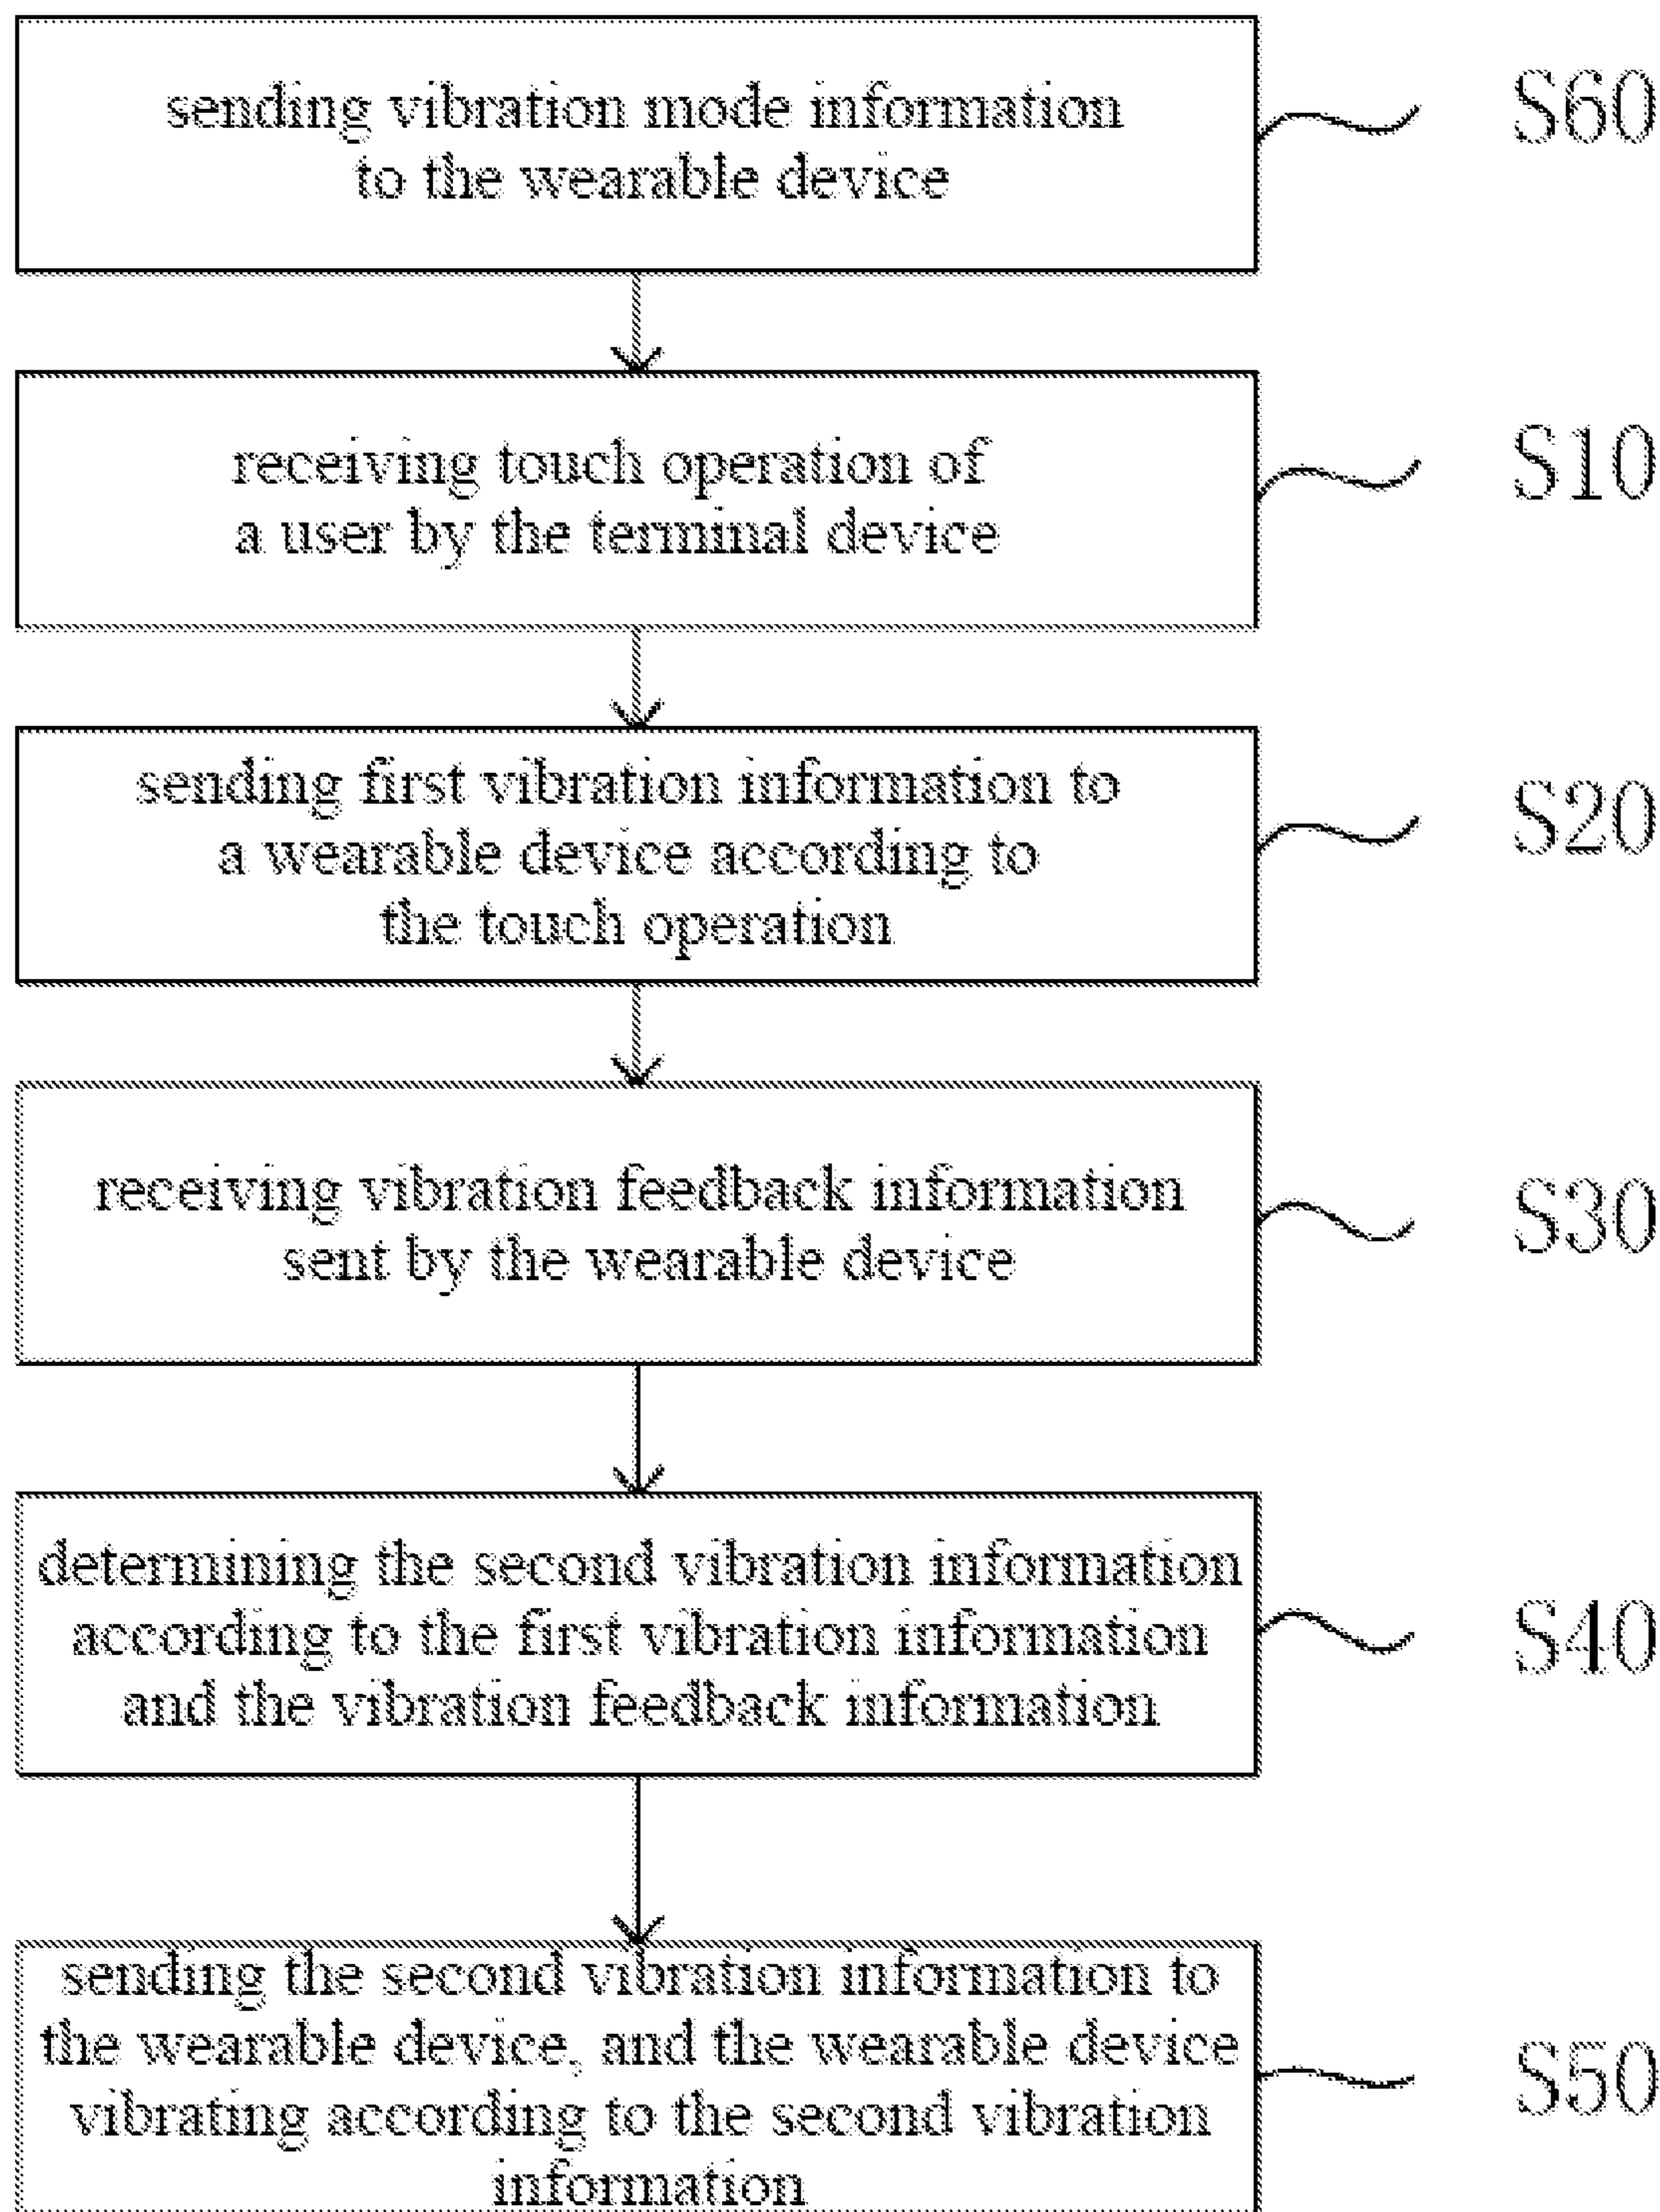 sending vibration mode information
to the wearable device
S60
receiving touch operation of
a user by the terminal device
S10
sending first vibration information to
a wearable device according to
the touch operation
S20
receiving vibration feedback information
sent by the wearable device
S30
determining the second vibration information
according to the first vibration information
and the vibration feedback information
S40
sending the second vibration information to
the wearable device, and the wearable device
vibrating according to the second vibration
information
S50